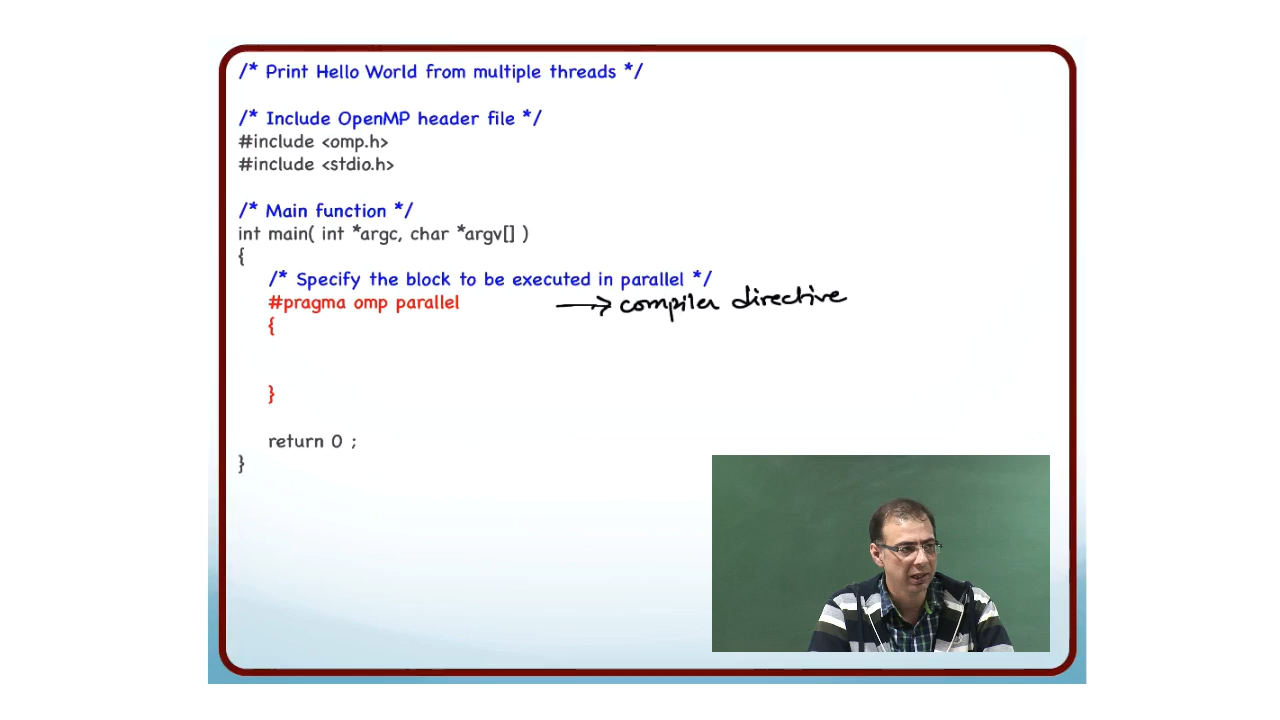 /* Print Hello World from multiple threads */
/* Include OpenMP header file */
#include <omp.h>
#include <stdio.h>
/* Main function */
int main( int *argc, char *argv[] )
{
/* Specify the block to be executed in parallel */
#pragma omp parallel → compiler directive
{
}
return 0 ;
}